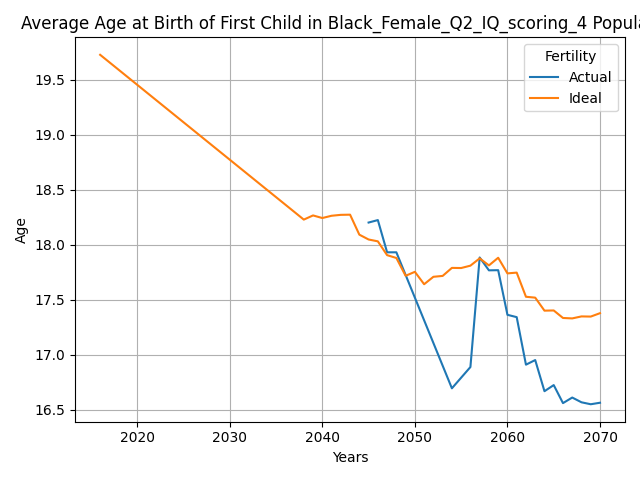 Average Age at Birth of First Child in Black_Female_Q2_IQ_scoring_4 Popula
Fertility
Actual
Ideal
19.5
19.0
18.5
18.0
17.5
17.0
16.5
Age
2020 2030 2040 2050 2060 2070
Years